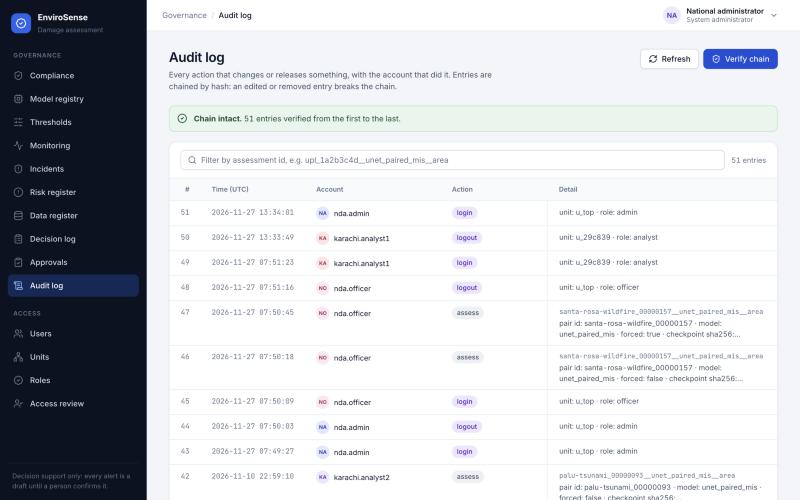 EnviroSense
Damage assessment
GOVERNANCE
Compliance
Model registry
Thresholds
Monitoring
Incidents
Risk register
Data register
Decision log
Approvals
Audit log
ACCESS
Users
Units
Roles
Access review
Decision support only: every alert is a
draft until a person confirms it.
Governance / Audit log
NA National administrator
System administrator
Audit log
Every action that changes or releases something, with the account that did it. Entries are
chained by hash: an edited or removed entry breaks the chain.
Refresh
Verify chain
Chain intact. 51 entries verified from the first to the last.
Filter by assessment id, e.g. upl_1a2b3c4d__unet_paired_mis__area
51 entries
# Time (UTC) Account Action Detail
51 2026-11-27 13:34:01 NA nda.admin login unit: u_top · role: admin
50 2026-11-27 13:33:49 KA karachi.analyst1 logout unit: u_29c839 · role: analyst
49 2026-11-27 07:51:23 KA karachi.analyst1 login unit: u_29c839 · role: analyst
48 2026-11-27 07:51:16 NO nda.officer logout unit: u_top · role: officer
47 2026-11-27 07:50:45 NO nda.officer assess santa-rosa-wildfire_00000157__unet_paired_mis__area
pair id: santa-rosa-wildfire_00000157 · model:
unet_paired_mis · forced: true · checkpoint sha256:...
46 2026-11-27 07:50:18 NO nda.officer assess santa-rosa-wildfire_00000157__unet_paired_mis__area
pair id: santa-rosa-wildfire_00000157 · model:
unet_paired_mis · forced: false · checkpoint sha256:...
45 2026-11-27 07:50:09 NO nda.officer login unit: u_top · role: officer
44 2026-11-27 07:50:03 NA nda.admin logout unit: u_top · role: admin
43 2026-11-27 07:49:27 NA nda.admin login unit: u_top · role: admin
42 2026-11-10 22:59:10 KA karachi.analyst2 assess palu-tsunami_00000093__unet_paired_mis__area
pair id: palu-tsunami_00000093 · model: unet_paired_mis ·
forced: false · checkpoint sha256: